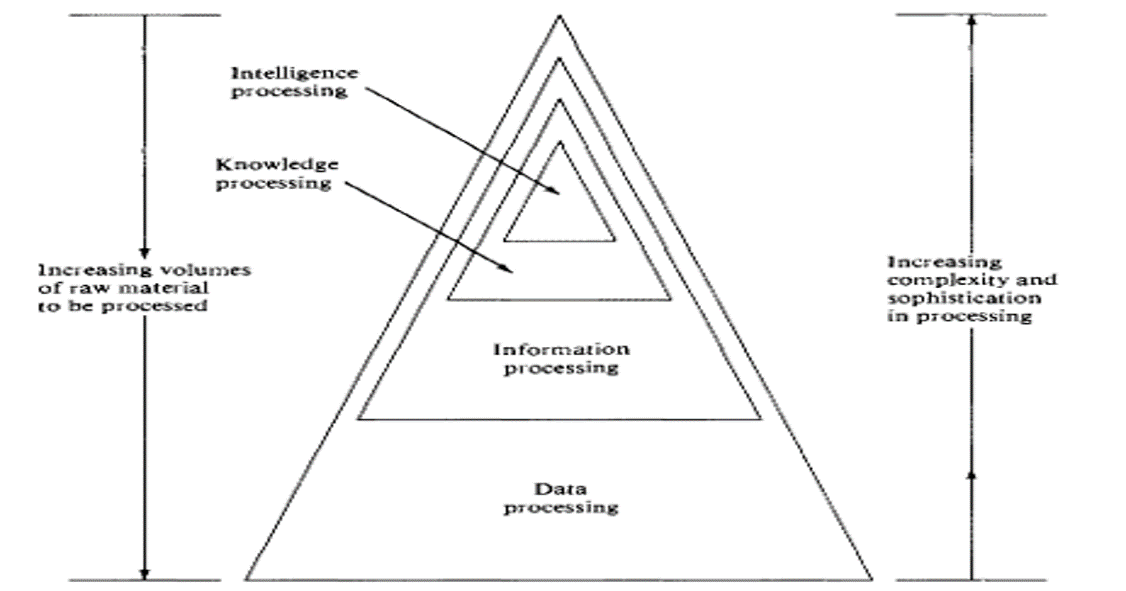 Intelligence
processing
Knowledge
processing
Increasing volumes
of raw material
to be processed
Increasing
complexity and
sophistication
in processing
Information
processing
Data
processing